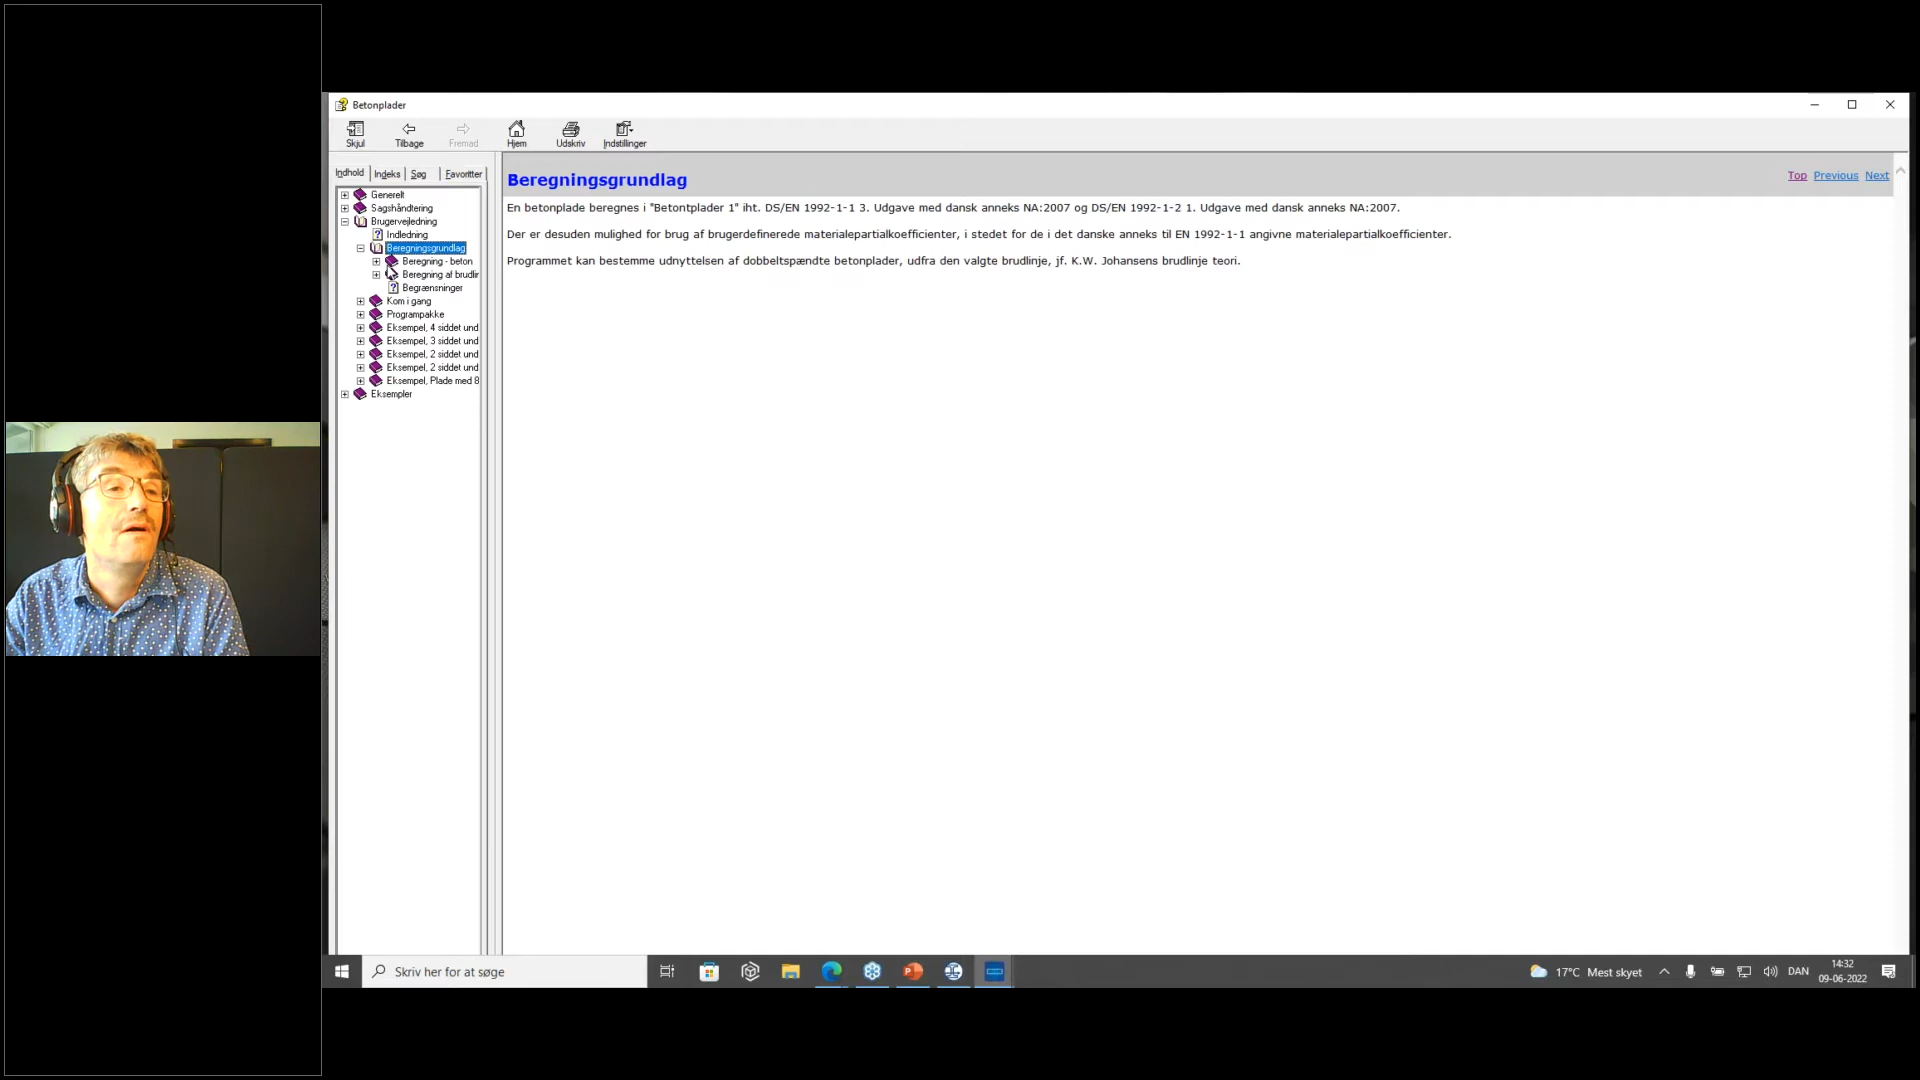 Betonplader
Skjul
Tilbage
Fremad
Hjem
Udskriv
Indstillinger
Indhold
Indeks
Søg
Favoritter
Generelt
Sagshåndtering
Brugervejledning
Indledning
Beregningsgrundlag
Beregning - beton
Beregning af brudlir
Begrænsninger
Kom i gang
Programpakke
Eksempel, 4 siddet und
Eksempel, 3 siddet und
Eksempel, 2 siddet und
Eksempel, 2 siddet und
Eksempel, Plade med 8
Eksempler
Beregningsgrundlag
Top Previous Next
En betonplade beregnes i "Betontplader 1" iht. DS/EN 1992-1-1 3. Udgave med dansk anneks NA:2007 og DS/EN 1992-1-2 1. Udgave med dansk anneks NA:2007.
Der er desuden mulighed for brug af brugerdefinerede materialepartialkoefficienter, i stedet for de i det danske anneks til EN 1992-1-1 angivne materialepartialkoefficienter.
Programmet kan bestemme udnyttelsen af dobbeltspændte betonplader, udfra den valgte brudlinje, jf. K.W. Johansens brudlinje teori.
Skriv her for at søge
17°C Mest skyet
DAN
14:32
09-06-2022